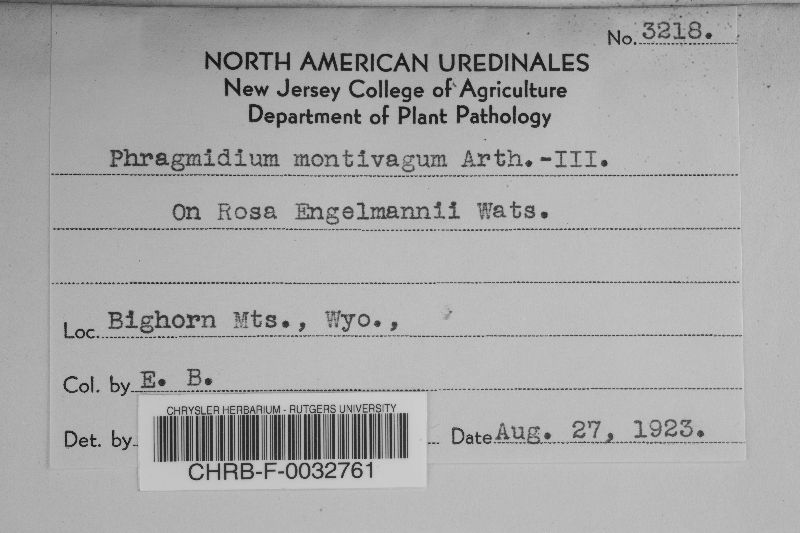 No. 3218.
NORTH AMERICAN UREDINALES
New Jersey College of Agriculture
Department of Plant Pathology
Phragmidium montivagum Arth.-III.
On Rosa Engelmannii Wats.
Loc. Bighorn Mts., Wyo.,
Col. by E. B.
CHRYSLER HERBARIUM - RUTGERS UNIVERSITY
Det. by Date Aug. 27, 1923.
CHRB-F-0032761